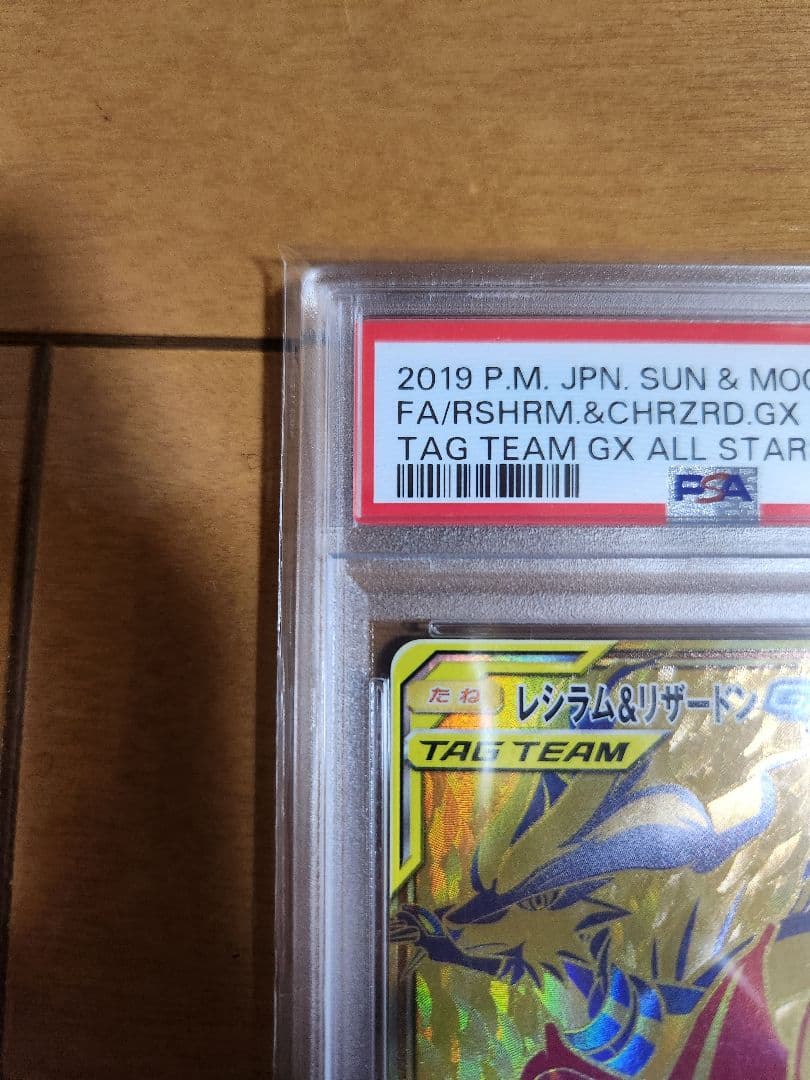 2019 P.M. JPN. SUN & MOO
FA/RSHRM.&CHRZRD.GX
TAG TEAM GX ALL STAR
PSA
たね レシラム&リザードン G
TAG TEAM